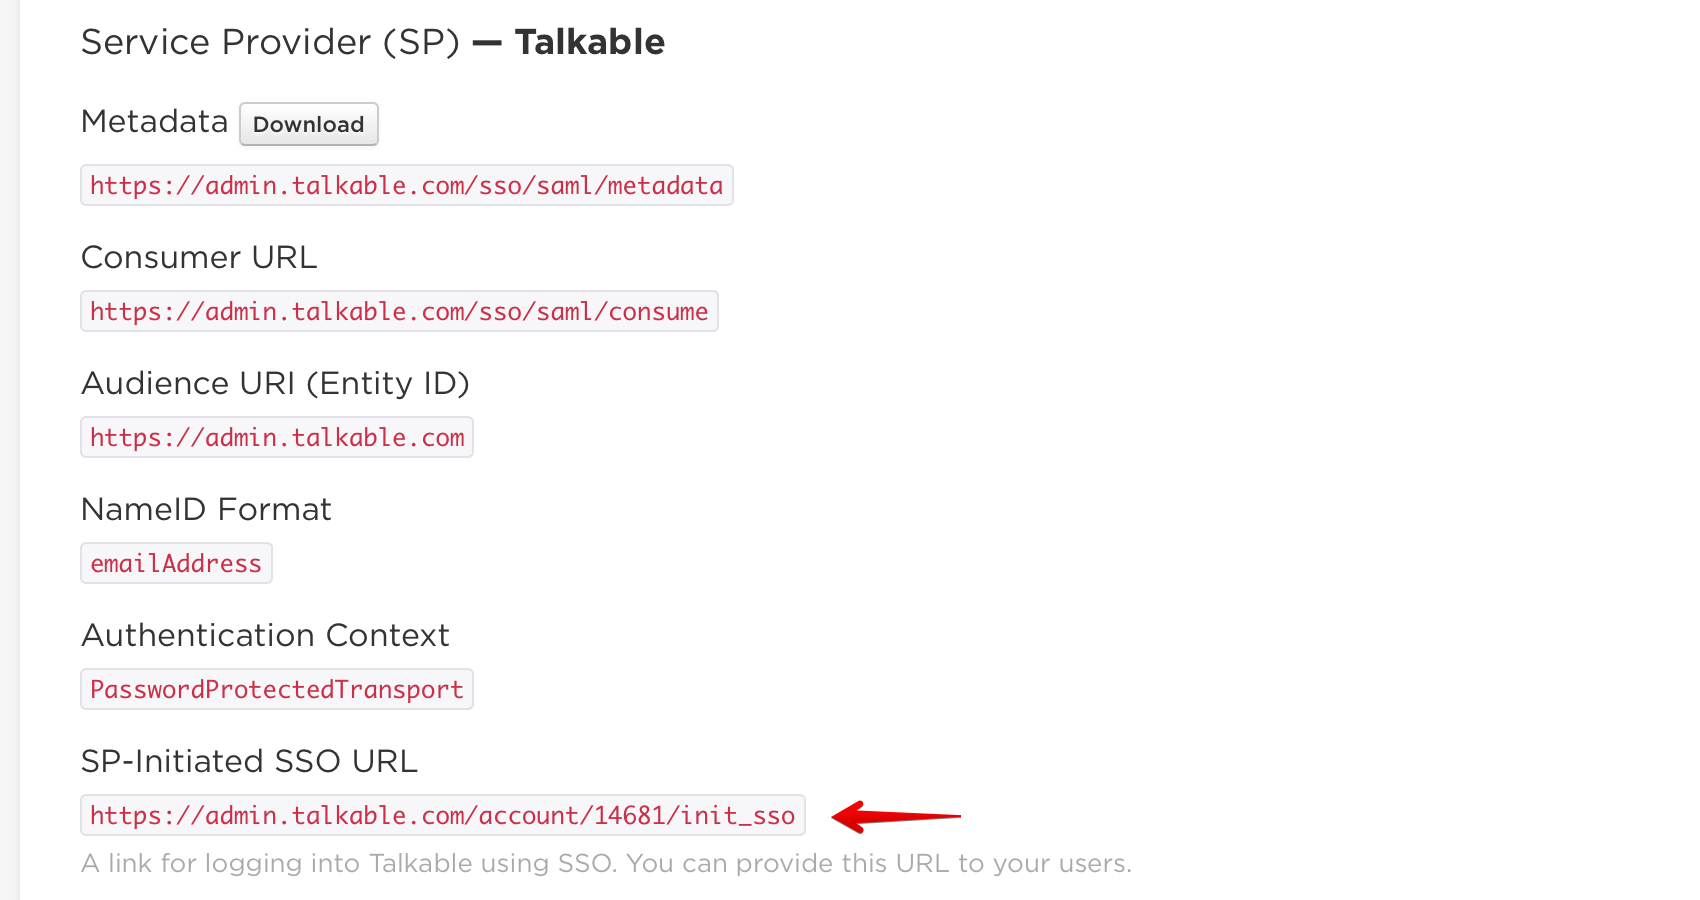 Service Provider (SP) — Talkable
Metadata Download
https://admin.talkable.com/sso/saml/metadata
Consumer URL
https://admin.talkable.com/sso/saml/consume
Audience URI (Entity ID)
https://admin.talkable.com
NameID Format
emailAddress
Authentication Context
PasswordProtectedTransport
SP-Initiated SSO URL
https://admin.talkable.com/account/14681/init_sso
A link for logging into Talkable using SSO. You can provide this URL to your users.